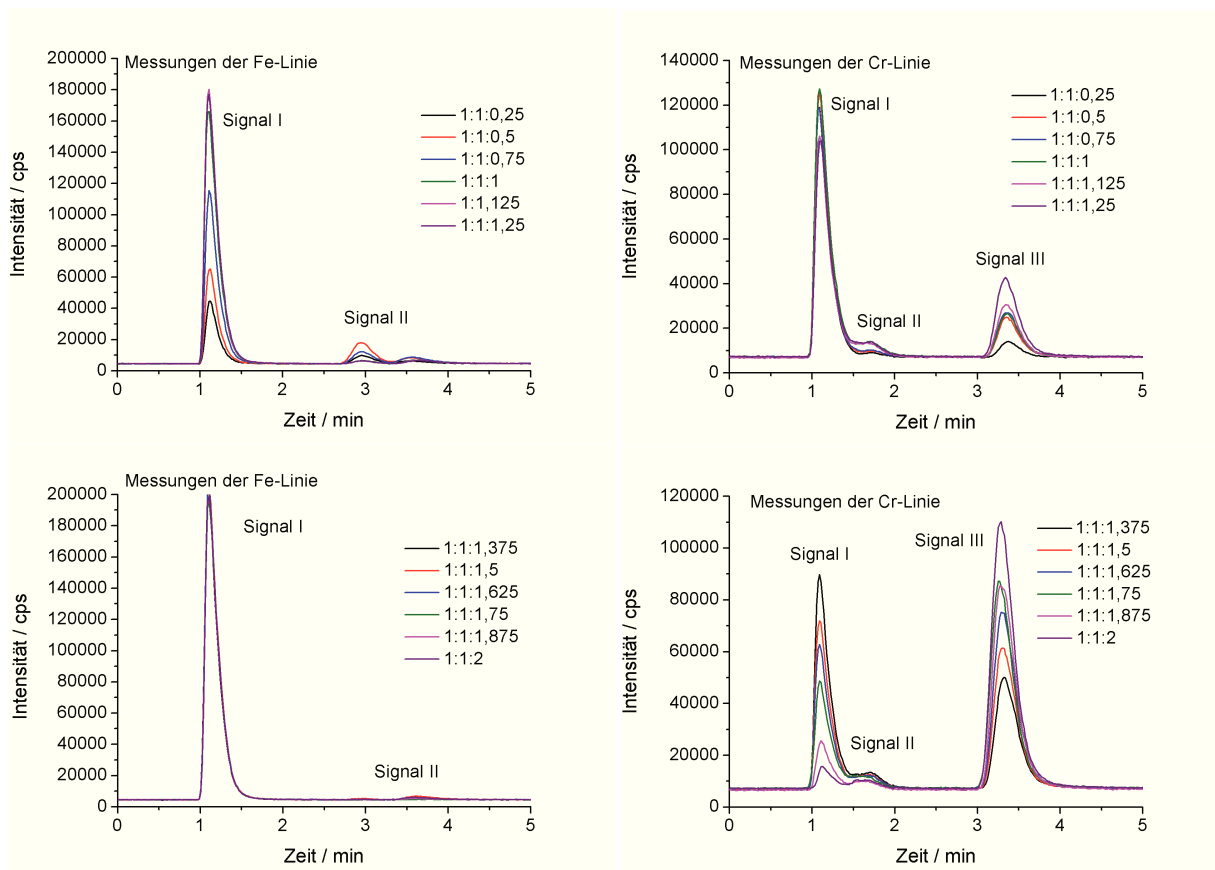 Messungen der Fe-Linie
Intensität / cps
200000
180000
160000
140000
120000
100000
80000
60000
40000
20000
0
Signal I
Signal II
1:1:0,25
1:1:0,5
1:1:0,75
1:1:1
1:1,125
1:1:1,25
0 1 2 3 4 5
Zeit / min
Messungen der Cr-Linie
Intensität / cps
140000
120000
100000
80000
60000
40000
20000
0
Signal I
Signal II
Signal III
1:1:0,25
1:1:0,5
1:1:0,75
1:1:1
1:1:1,125
1:1:1,25
0 1 2 3 4 5
Zeit / min
Messungen der Fe-Linie
Intensität / cps
200000
180000
160000
140000
120000
100000
80000
60000
40000
20000
0
Signal I
Signal II
1:1:1,375
1:1:1,5
1:1:1,625
1:1:1,75
1:1:1,875
1:1:2
0 1 2 3 4 5
Zeit / min
Messungen der Cr-Linie
Intensität / cps
120000
100000
80000
60000
40000
20000
0
Signal I
Signal II
Signal III
1:1:1,375
1:1:1,5
1:1:1,625
1:1:1,75
1:1:1,875
1:1:2
0 1 2 3 4 5
Zeit / min